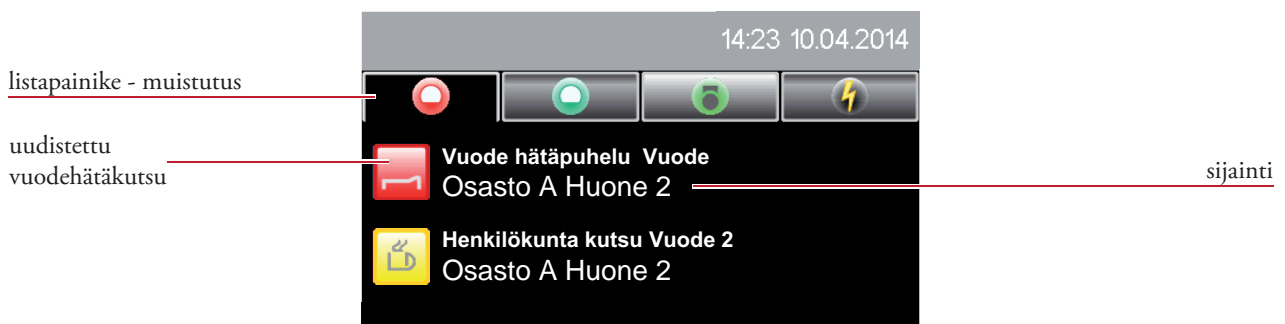 14:23 10.04.2014
listapainike - muistutus
uudistettu
vuodehätäkutsu
Vuode hätäpuhelu Vuode
Osasto A Huone 2
sijainti
Henkilökunta kutsu Vuode 2
Osasto A Huone 2